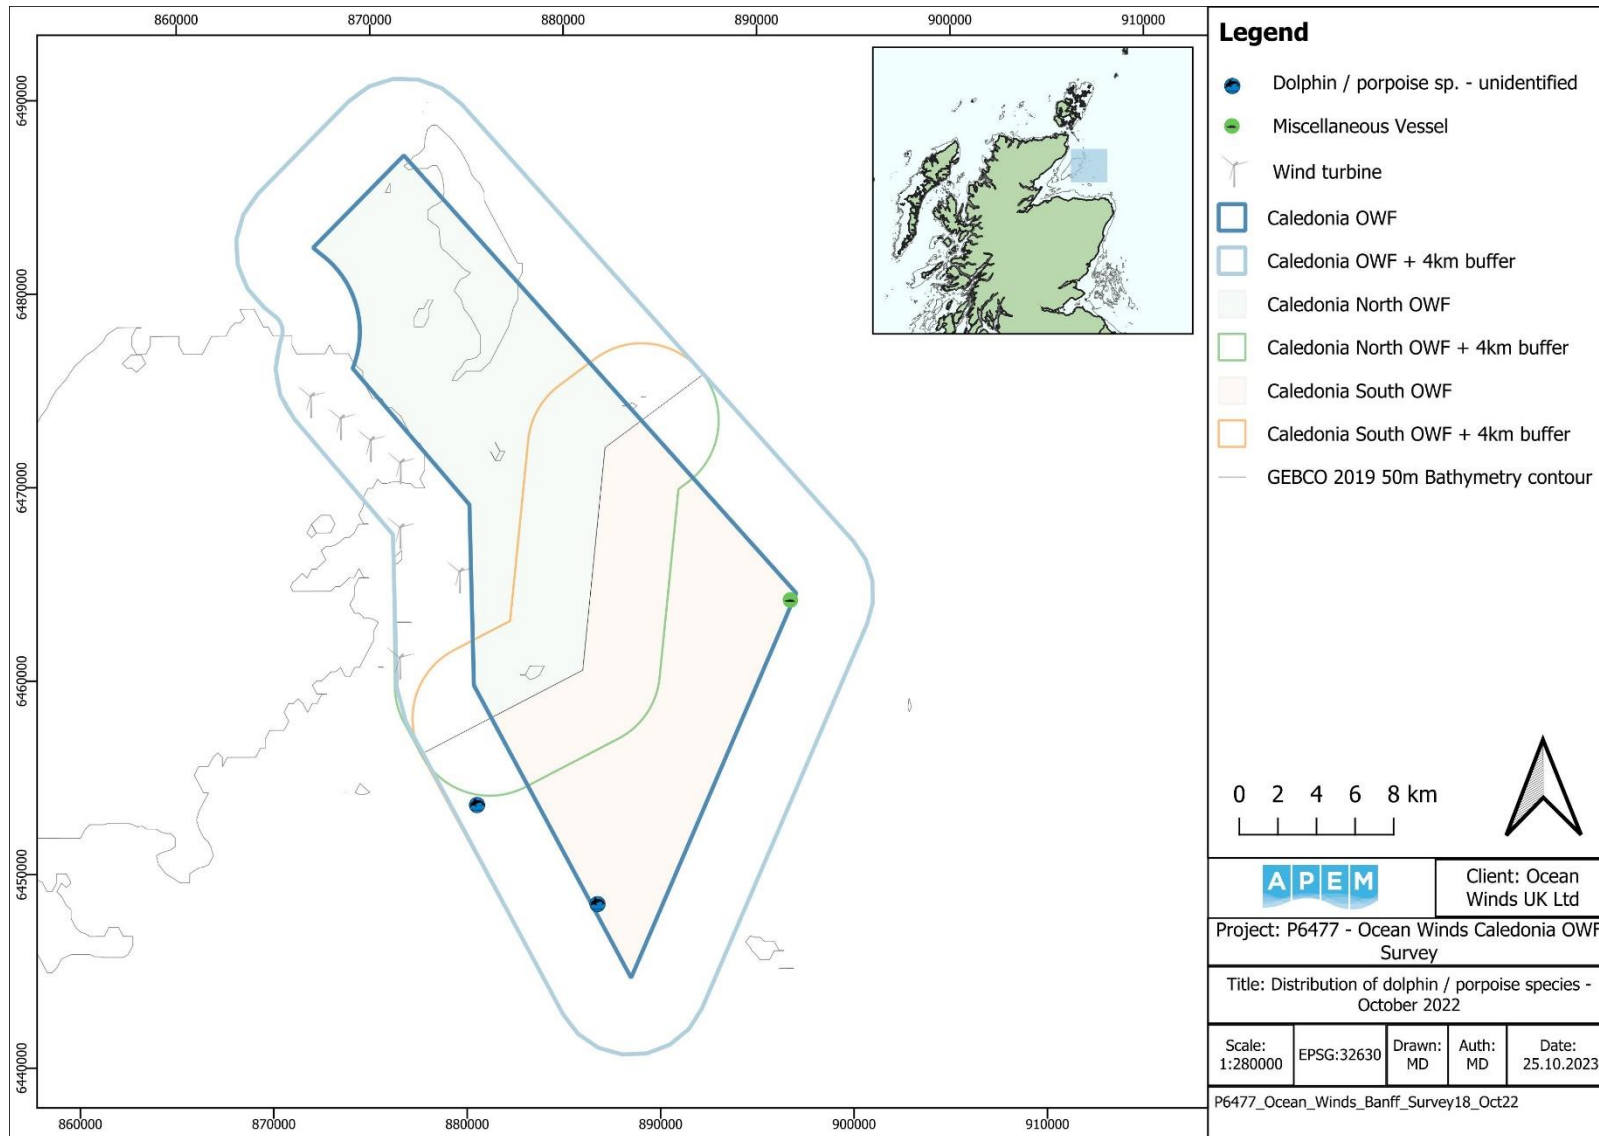 860000 870000 880000 890000 900000 910000
6490000
6480000
6470000
6460000
6450000
6440000
860000 870000 880000 890000 900000 910000
Legend
Dolphin / porpoise sp. - unidentified
Miscellaneous Vessel
Wind turbine
Caledonia OWF
Caledonia OWF + 4km buffer
Caledonia North OWF
Caledonia North OWF + 4km buffer
Caledonia South OWF
Caledonia South OWF + 4km buffer
GEBCO 2019 50m Bathymetry contour
0 2 4 6 8 km
APEM
Client: Ocean
Winds UK Ltd
Project: P6477 - Ocean Winds Caledonia OWF
Survey
Title: Distribution of dolphin / porpoise species -
October 2022
Scale:
1:280000
EPSG:32630
Drawn:
MD
Auth:
MD
Date:
25.10.2023
P6477_Ocean_Winds_Banff_Survey18_Oct22